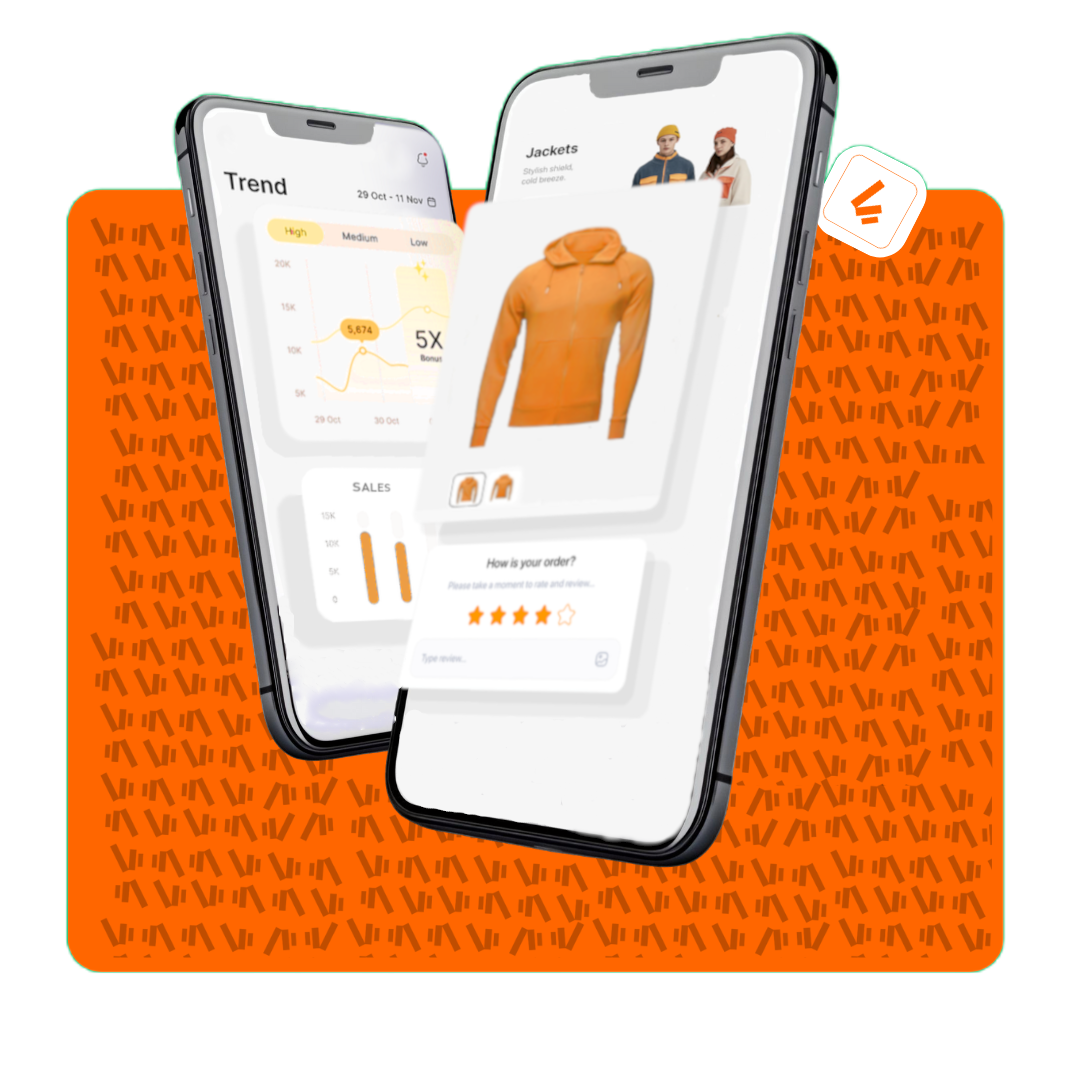 Trend
29 Oct - 11 Nov
High
Medium
Low
20K
15K
10K
5K
5,674
5X
Bonus
29 Oct
30 Oct
SALES
15K
10K
5K
0
Jackets
Stylish shield,
cold breeze.
How is your order?
Please take a moment to rate and review...
Type review...